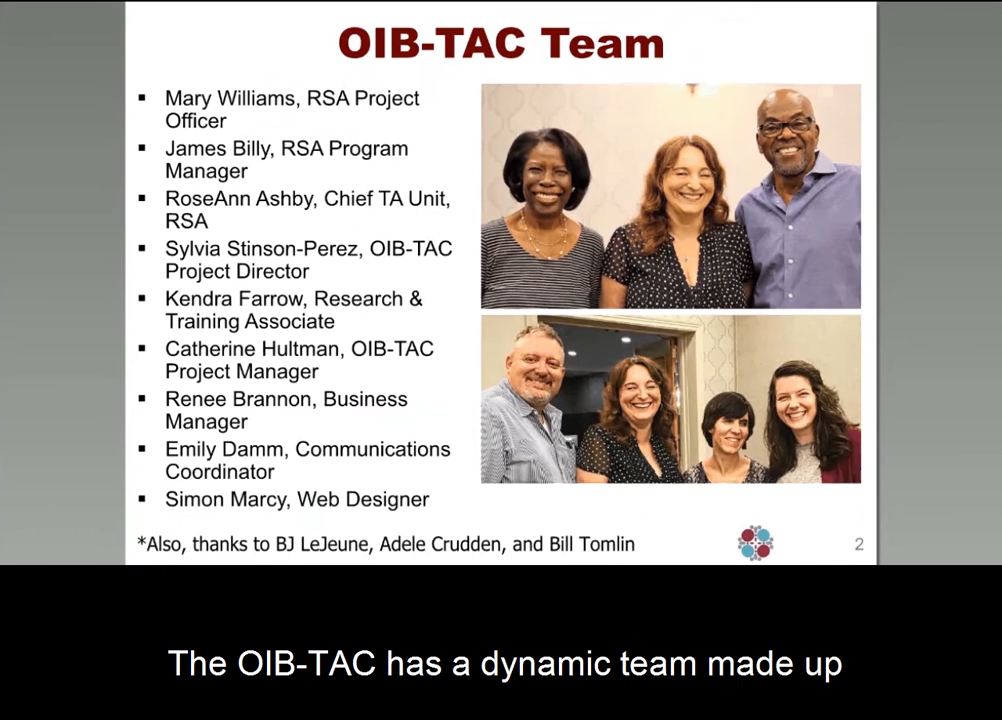 OIB-TAC Team
▪ Mary Williams, RSA Project
Officer
▪ James Billy, RSA Program
Manager
▪ RoseAnn Ashby, Chief TA Unit,
RSA
▪ Sylvia Stinson-Perez, OIB-TAC
Project Director
▪ Kendra Farrow, Research &
Training Associate
▪ Catherine Hultman, OIB-TAC
Project Manager
▪ Renee Brannon, Business
Manager
▪ Emily Damm, Communications
Coordinator
▪ Simon Marcy, Web Designer
*Also, thanks to BJ LeJeune, Adele Crudden, and Bill Tomlin
2
The OIB-TAC has a dynamic team made up